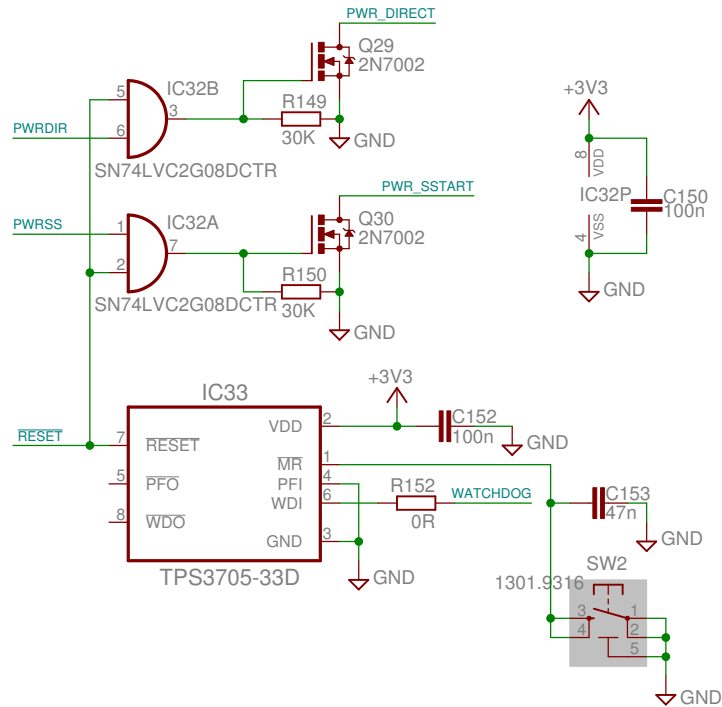 PWR_DIRECT
Q29
2N7002
IC32B
5
3
6
PWRDIR
R149
30K
GND
SN74LVC2G08DCTR
+3V3
8
VDD
IC32P
C150
100n
4
VSS
GND
PWR_SSTART
Q30
2N7002
IC32A
PWRSS
1
7
2
R150
30K
SN74LVC2G08DCTR
GND
IC33
+3V3
VDD
2
C152
100n
GND
RESET
7
RESET
MR
1
5
PFO
PFI
4
WDI
6
R152
0R
WATCHDOG
C153
47n
8
WDO
GND
3
GND
TPS3705-33D
GND
SW2
1301.9316
3
1
4
2
5
GND